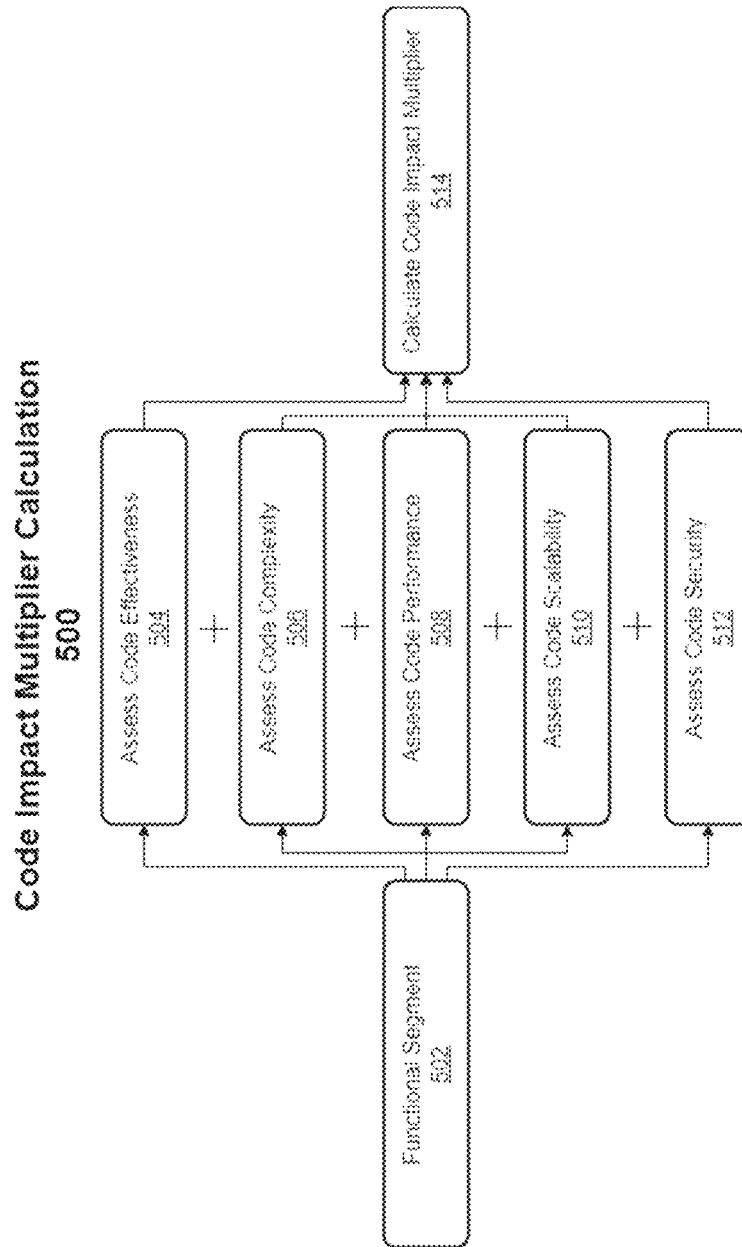 Code Impact Multiplier Calculation
500
Functional Segment
502
Assess Code Effectiveness
504
+
Assess Code Complexity
506
+
Assess Code Performance
508
+
Assess Code Scalability
510
+
Assess Code Security
512
Calculate Code Impact Multiplier
514